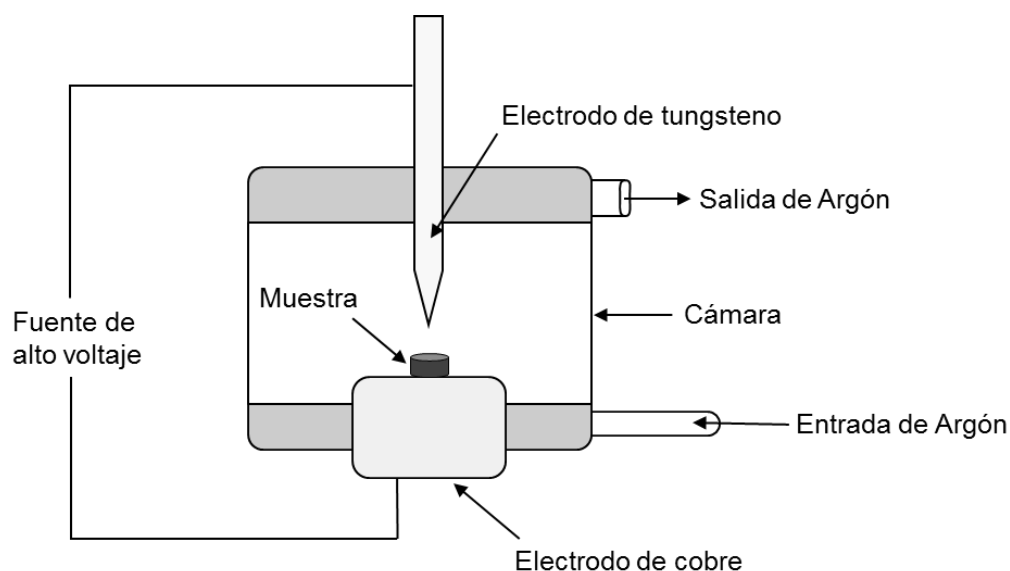 Electrodo de tungsteno
Salida de Argón
Muestra
Cámara
Fuente de
alto voltaje
Entrada de Argón
Electrodo de cobre